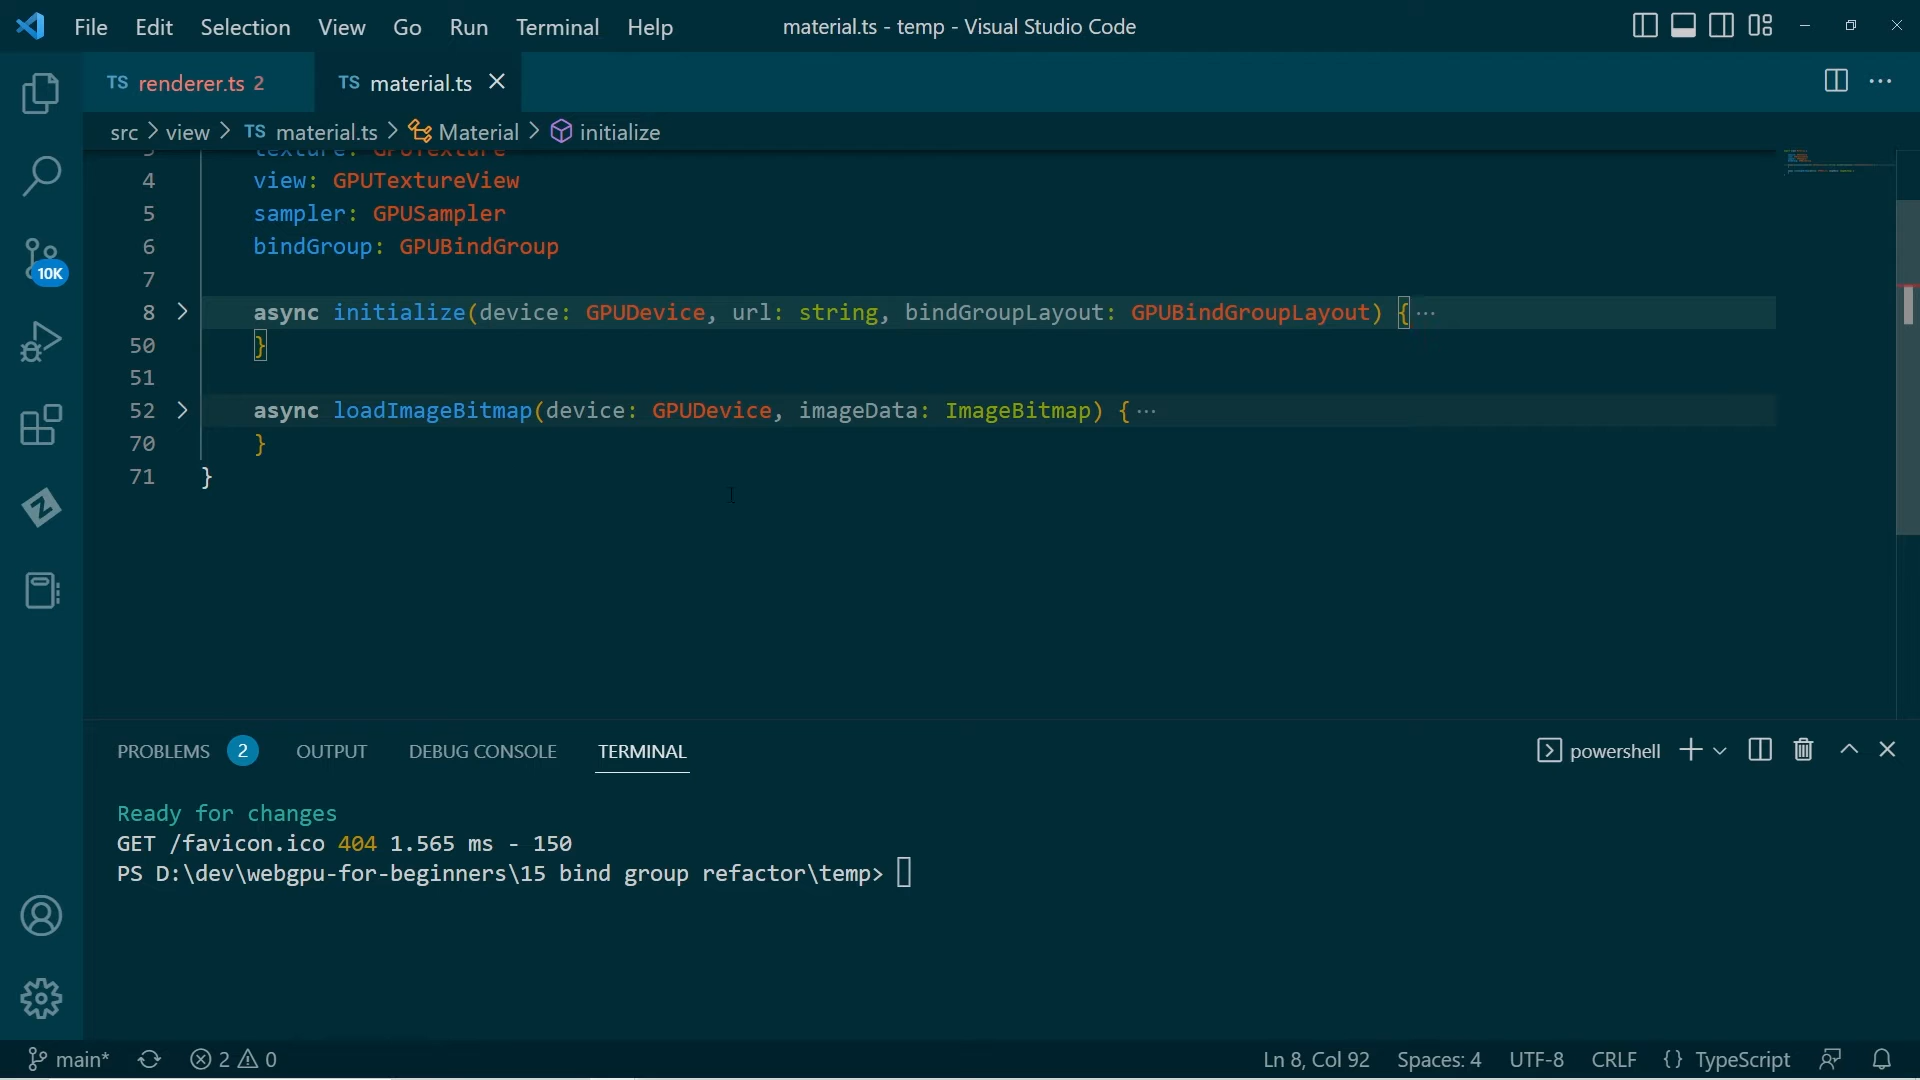 File Edit Selection View Go Run Terminal Help material.ts - temp - Visual Studio Code
TS renderer.ts 2 TS material.ts
src > view > TS material.ts > Material > initialize
texture: GPUTexture
4 view: GPUTextureView
5 sampler: GPUSampler
6 bindGroup: GPUBindGroup
7
8 async initialize(device: GPUDevice, url: string, bindGroupLayout: GPUBindGroupLayout) {···
50 }
51
52 async loadImageBitmap(device: GPUDevice, imageData: ImageBitmap) {···
70 }
71 }
10K
PROBLEMS 2 OUTPUT DEBUG CONSOLE TERMINAL powershell
Ready for changes
GET /favicon.ico 404 1.565 ms - 150
PS D:\dev\webgpu-for-beginners\15 bind group refactor\temp>
main* 2 0 Ln 8, Col 92 Spaces: 4 UTF-8 CRLF {} TypeScript